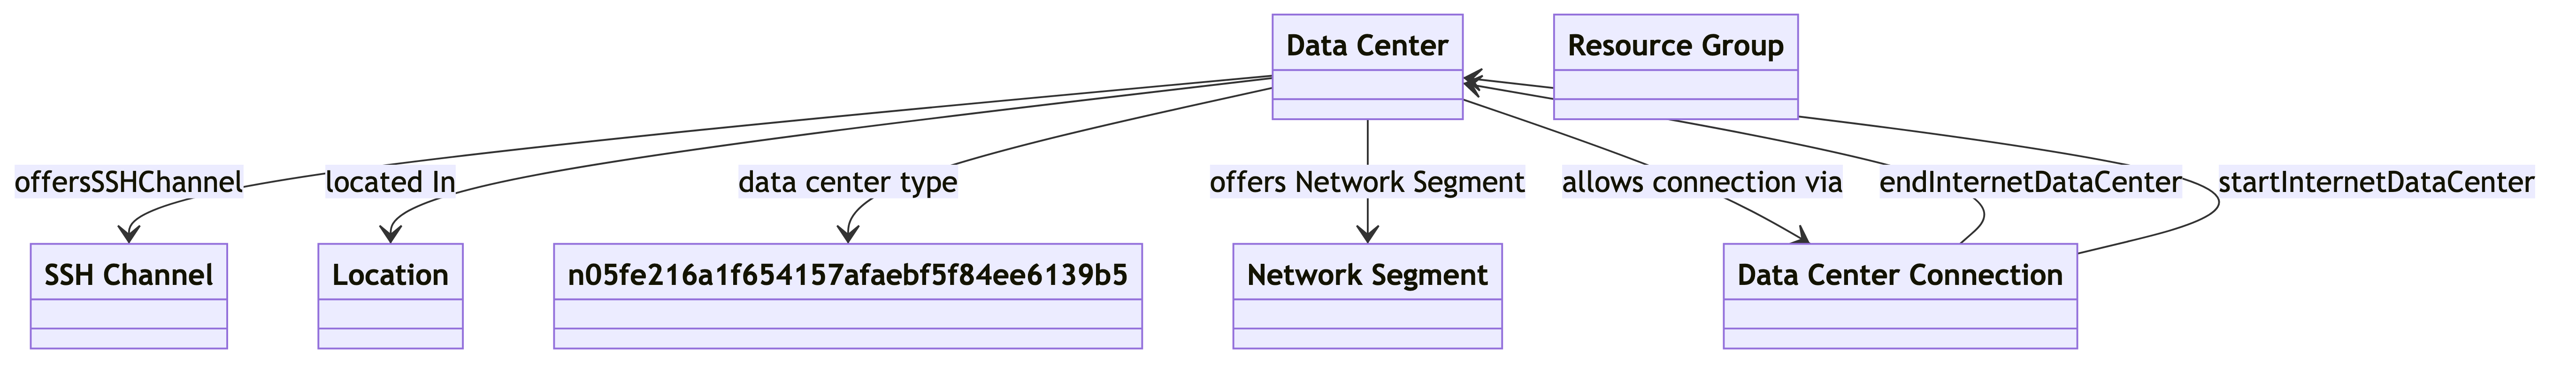 Data Center
Resource Group
offersSSHChannel
located In
data center type
offers Network Segment
allows connection via
endInternetDataCenter
startInternetDataCenter
SSH Channel
Location
n05fe216a1f654157afaebf5f84ee6139b5
Network Segment
Data Center Connection